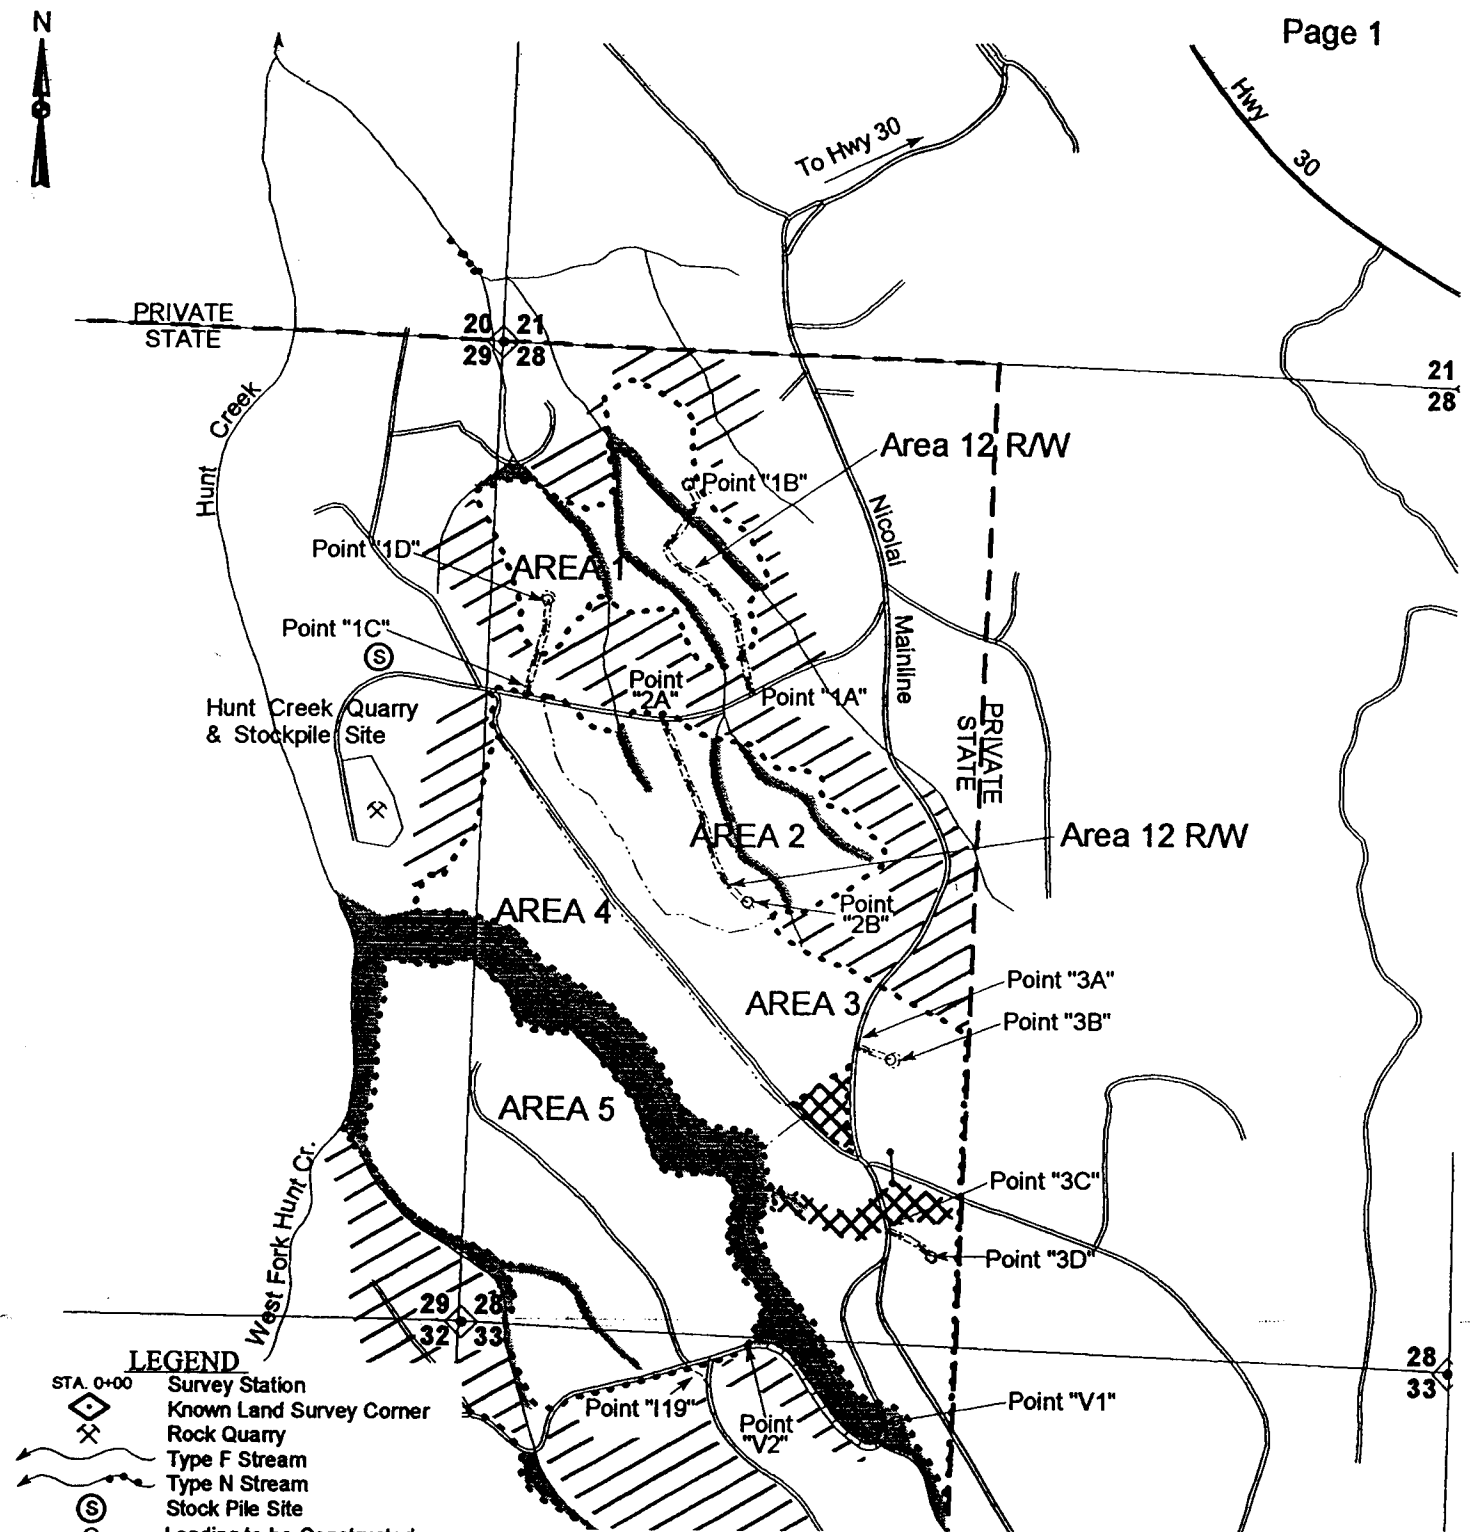 N
Page 1
Hwy
30
To Hwy 30
PRIVATE
STATE
20 21
29 28
21
28
Hunt Creek
Area 12 R/W
Point "1B"
Nicolai
Mainline
Point "1D"
AREA 1
Point "1C"
S
Point
"2A"
Point "1A"
Hunt Creek Quarry
& Stockpile Site
PRIVATE
STATE
AREA 2
Area 12 R/W
Point
"2B"
AREA 4
AREA 3
Point "3A"
Point "3B"
AREA 5
Point "3C"
Point "3D"
West Fork Hunt Cr.
29 28
32 33
28
33
Point "I19"
Point
"V2"
Point "V1"
LEGEND
STA. 0+00 Survey Station
Known Land Survey Corner
Rock Quarry
Type F Stream
Type N Stream
S Stock Pile Site
Landing to be Constructed